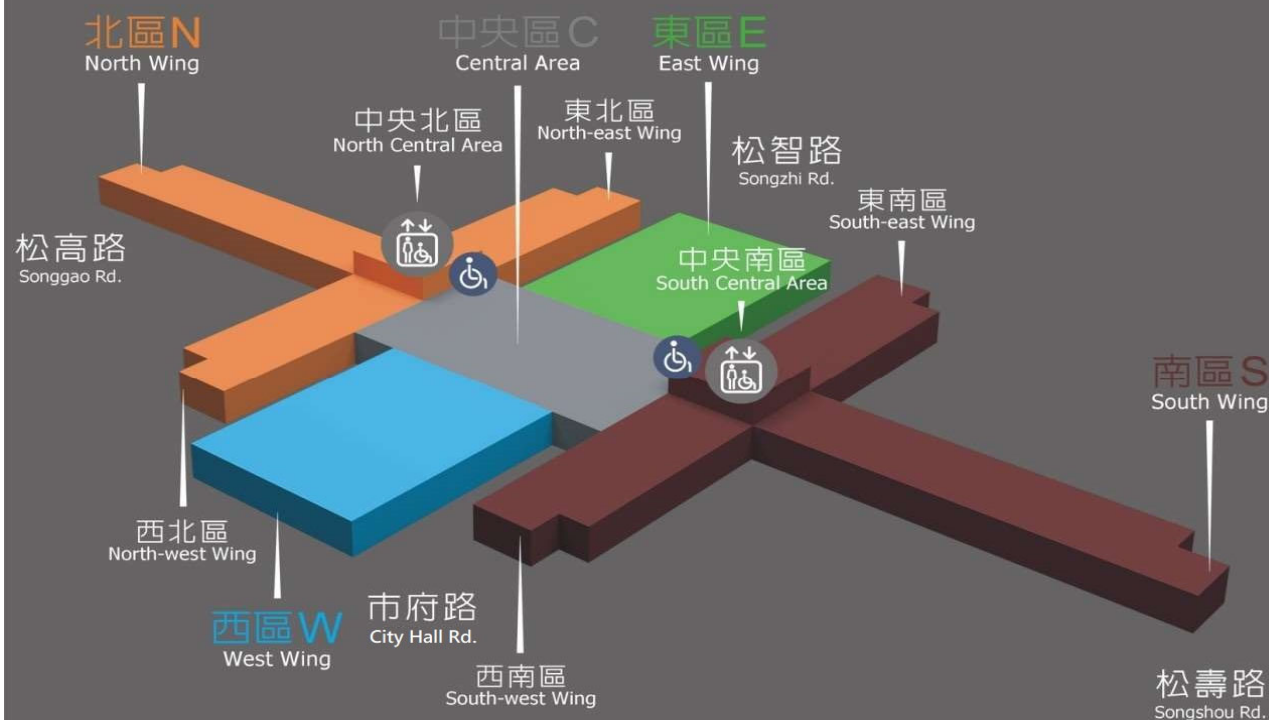 北區N
North Wing
中央區C
Central Area
東區E
East Wing
中央北區
North Central Area
東北區
North-east Wing
松智路
Songzhi Rd.
東南區
South-east Wing
松高路
Songgao Rd.
中央南區
South Central Area
南區S
South Wing
西北區
North-west Wing
西區W
West Wing
市府路
City Hall Rd.
西南區
South-west Wing
松壽路
Songshou Rd.